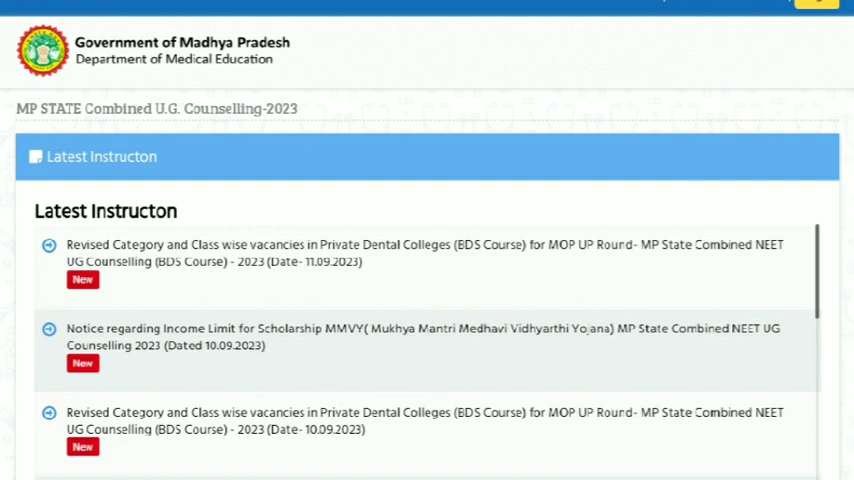 Government of Madhya Pradesh
Department of Medical Education
MP STATE Combined U.G. Counselling-2023
Latest Instructon
Latest Instructon
Revised Category and Class wise vacancies in Private Dental Colleges (BDS Course) for MOP UP Round- MP State Combined NEET
UG Counselling (BDS Course) - 2023 (Date- 11.09.2023)
New
Notice regarding Income Limit for Scholarship MMVY( Mukhya Mantri Medhavi Vidhyarthi Yojana) MP State Combined NEET UG
Counselling 2023 (Dated 10.09.2023)
New
Revised Category and Class wise vacancies in Private Dental Colleges (BDS Course) for MOP UP Round- MP State Combined NEET
UG Counselling (BDS Course) - 2023 (Date- 10.09.2023)
New